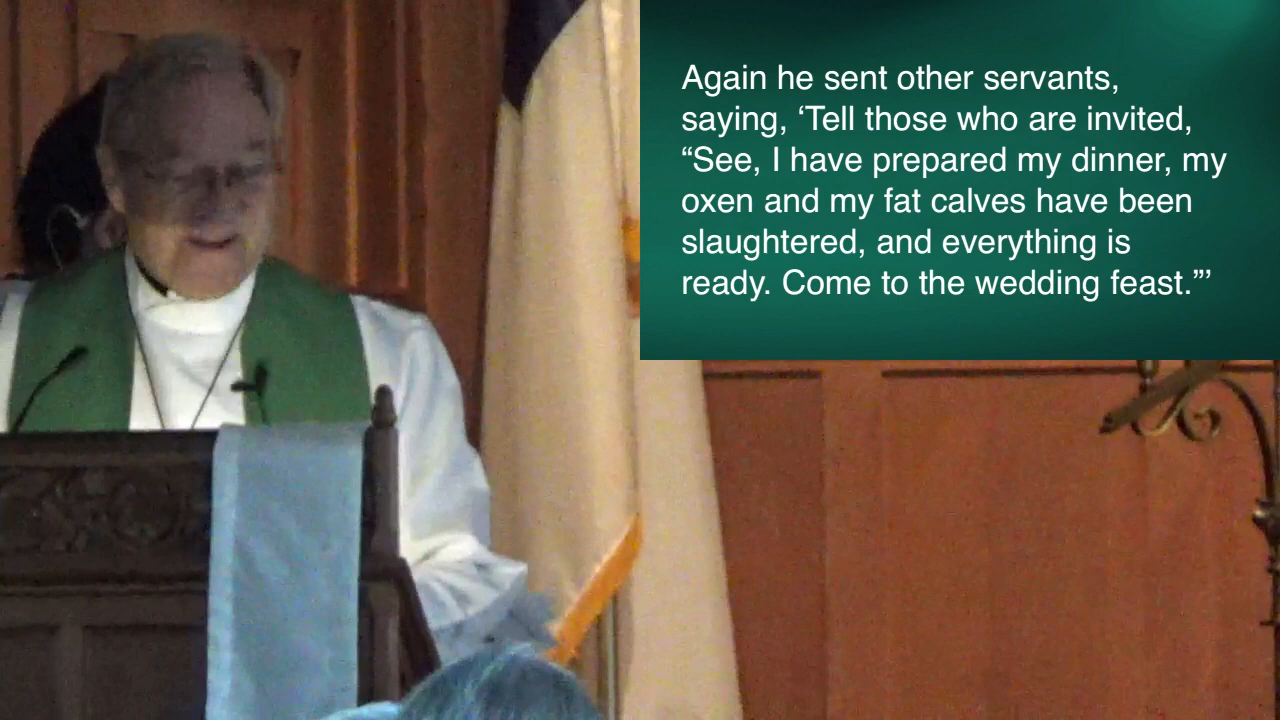 Again he sent other servants,
saying, ‘Tell those who are invited,
“See, I have prepared my dinner, my
oxen and my fat calves have been
slaughtered, and everything is
ready. Come to the wedding feast.”’